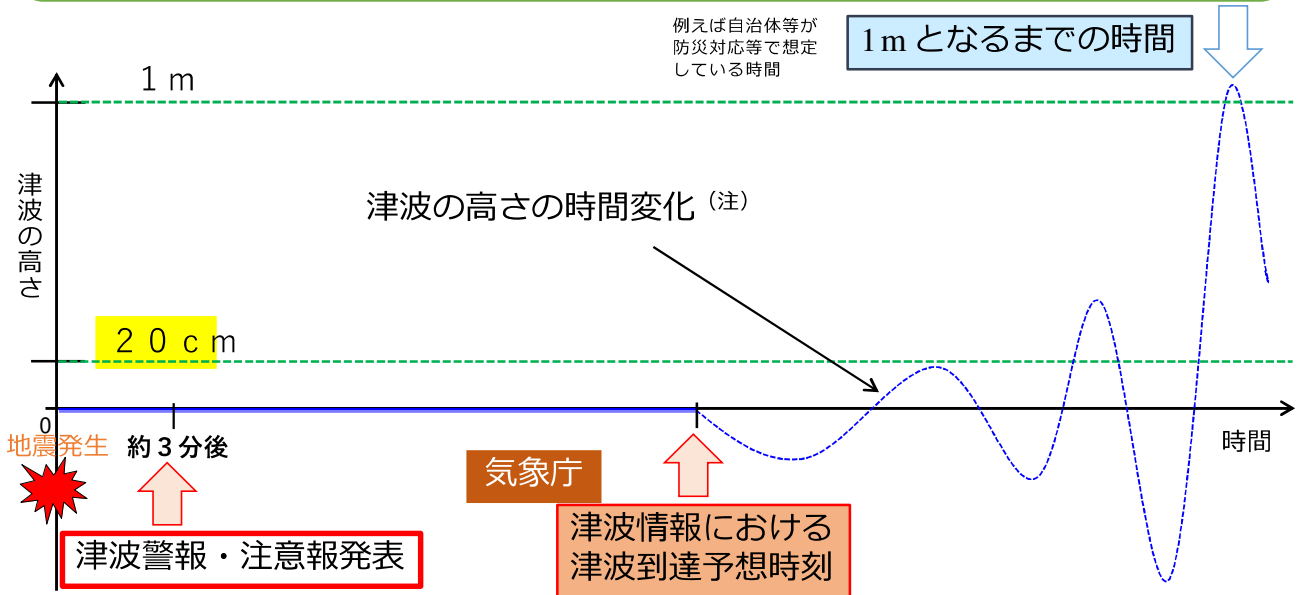 例えば自治体等が
防災対応等で想定
している時間
1ｍとなるまでの時間
１ｍ
津波の高さ
津波の高さの時間変化（注）
２０ｃｍ
0
地震発生
約３分後
時間
気象庁
津波警報・注意報発表
津波情報における
津波到達予想時刻